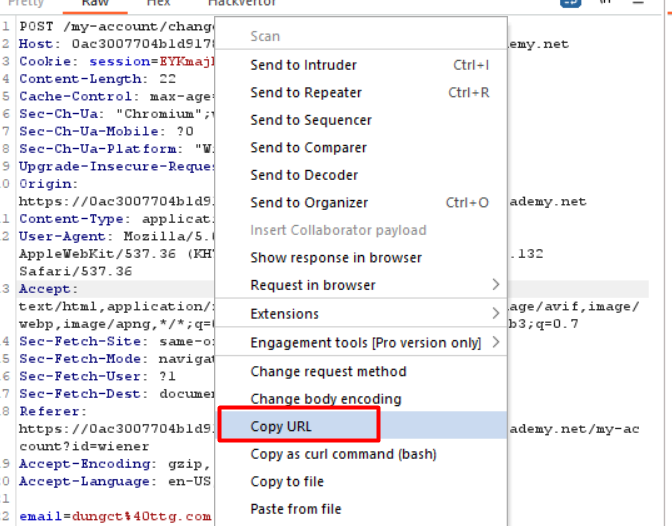 Pretty Raw Hex Hackvertor \n
1 POST /my-account/chang
2 Host: 0ac3007704b1d917 emy.net
3 Cookie: session=EYKmaj
4 Content-Length: 22
5 Cache-Control: max-age=
6 Sec-Ch-Ua: "Chromium";v
7 Sec-Ch-Ua-Mobile: ?0
8 Sec-Ch-Ua-Platform: "W
9 Upgrade-Insecure-Reques
0 Origin:
https://0ac3007704b1d9 ademy.net
1 Content-Type: applicati
2 User-Agent: Mozilla/5.0
AppleWebKit/537.36 (KHT .132
Safari/537.36
3 Accept:
text/html,application/x age/avif,image/
webp,image/apng,*/*;q=0 b3;q=0.7
4 Sec-Fetch-Site: same-o
5 Sec-Fetch-Mode: navigat
6 Sec-Fetch-User: ?1
7 Sec-Fetch-Dest: documen
8 Referer:
https://0ac3007704b1d9 ademy.net/my-ac
count?id=wiener
9 Accept-Encoding: gzip,
0 Accept-Language: en-US
1
2 email=dungct%40ttg.com
Scan
Send to Intruder Ctrl+I
Send to Repeater Ctrl+R
Send to Sequencer
Send to Comparer
Send to Decoder
Send to Organizer Ctrl+O
Insert Collaborator payload
Show response in browser
Request in browser
Extensions
Engagement tools [Pro version only]
Change request method
Change body encoding
Copy URL
Copy as curl command (bash)
Copy to file
Paste from file